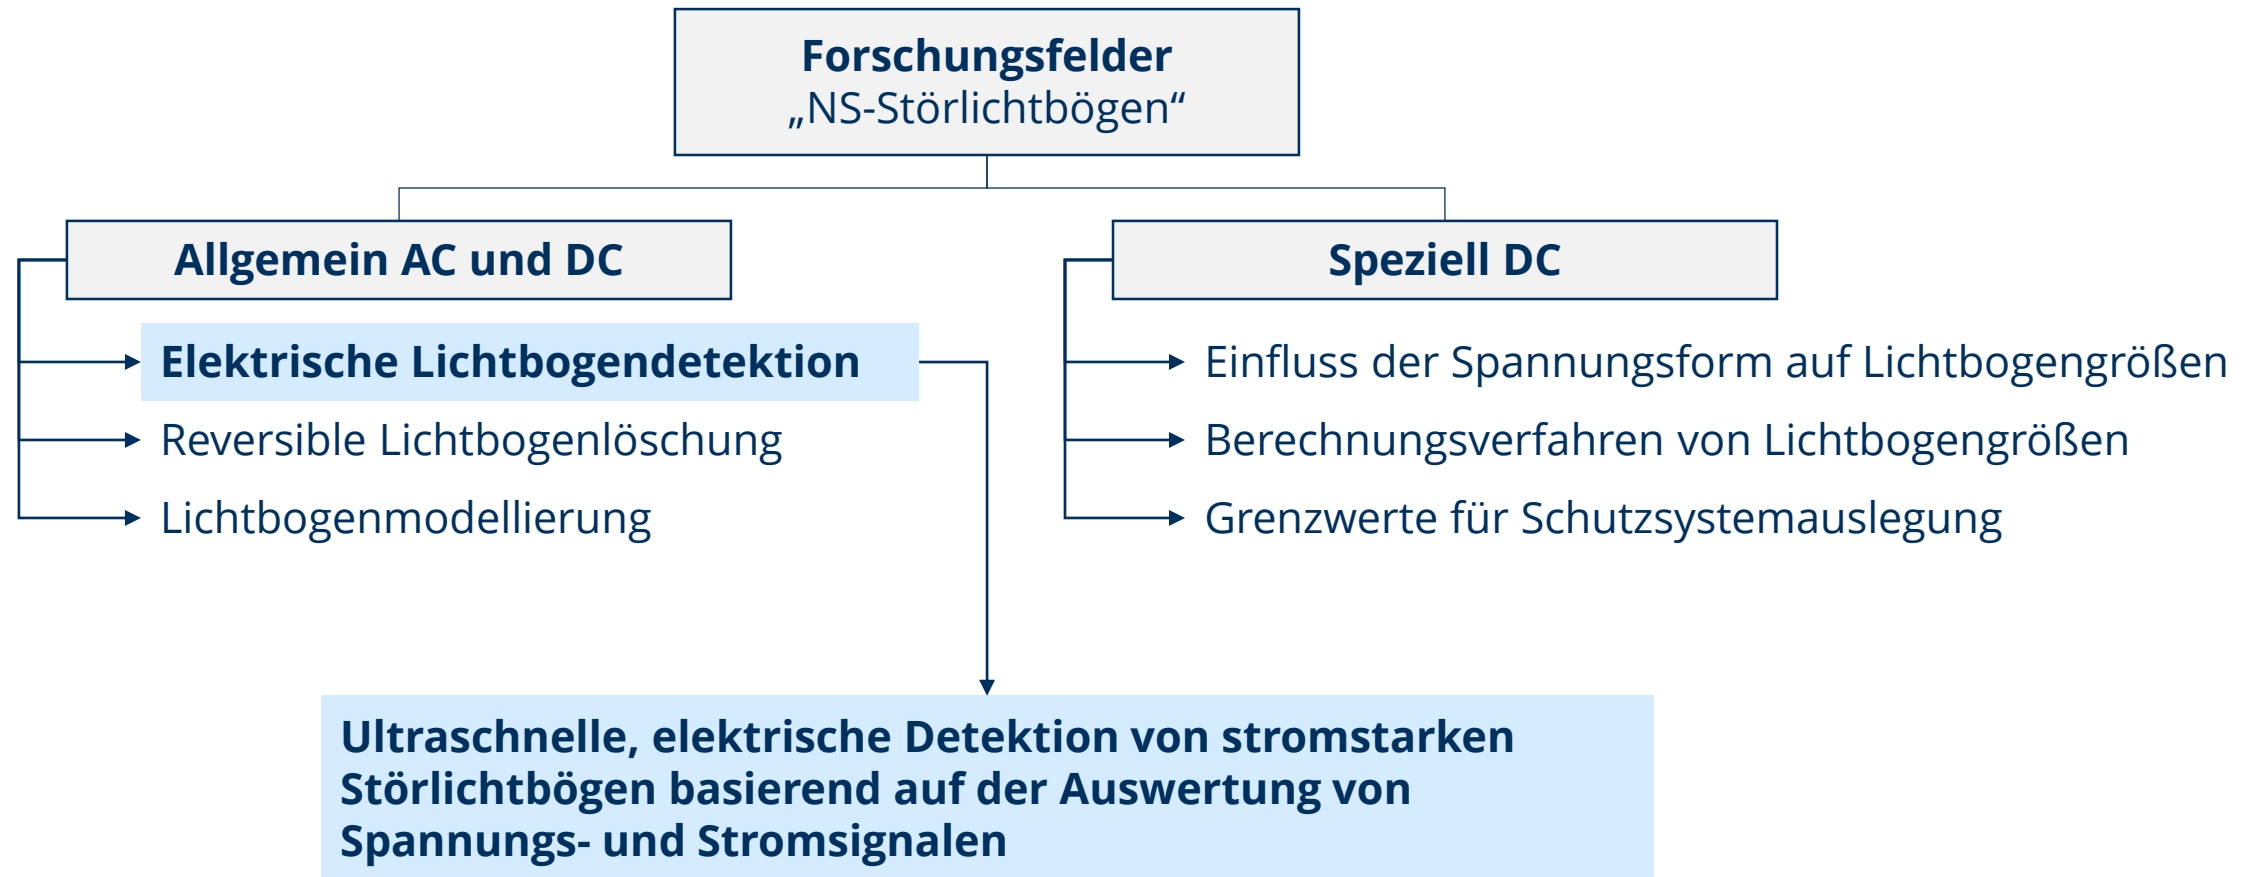 Forschungsfelder
„NS-Störlichtbögen“
Allgemein AC und DC
Elektrische Lichtbogendetektion
Reversible Lichtbogenlöschung
Lichtbogenmodellierung
Speziell DC
Einfluss der Spannungsform auf Lichtbogengrößen
Berechnungsverfahren von Lichtbogengrößen
Grenzwerte für Schutzsystemauslegung
Ultraschnelle, elektrische Detektion von stromstarken
Störlichtbögen basierend auf der Auswertung von
Spannungs- und Stromsignalen